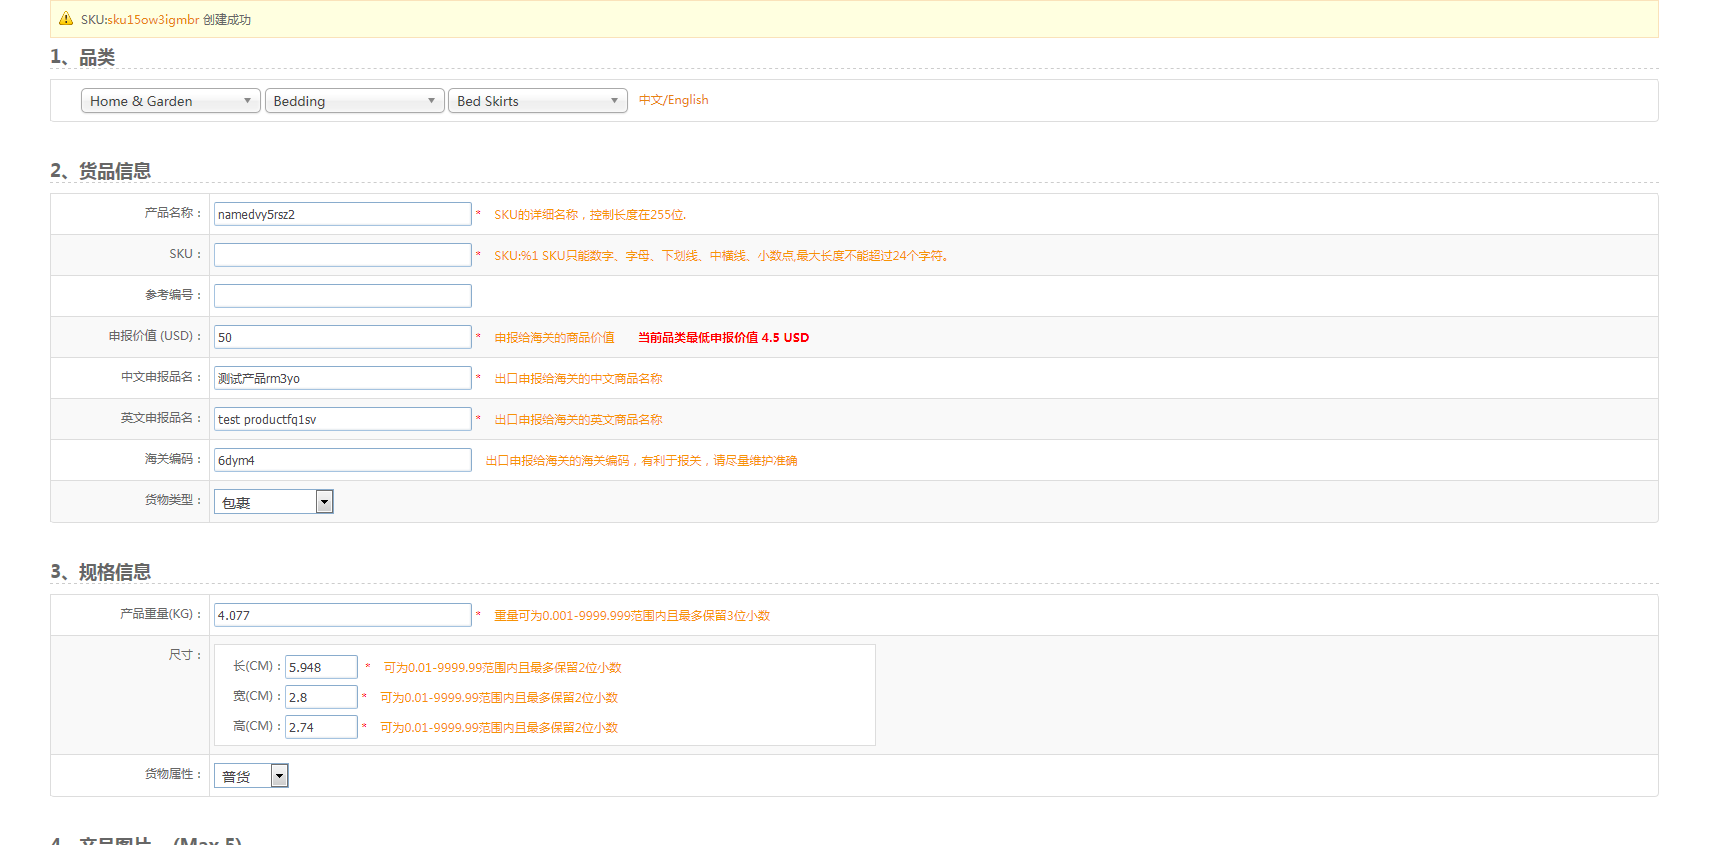 SKU:sku15ow3igmbr 创建成功
1、品类
Home & Garden Bedding Bed Skirts 中文/English
2、货品信息
产品名称： namedvy5rsz2 * SKU的详细名称，控制长度在255位.
SKU： * SKU:%1 SKU只能数字、字母、下划线、中横线、小数点,最大长度不能超过24个字符。
参考编号：
申报价值 (USD)： 50 * 申报给海关的商品价值 当前品类最低申报价值 4.5 USD
中文申报品名： 测试产品rm3yo * 出口申报给海关的中文商品名称
英文申报品名： test productfq1sv * 出口申报给海关的英文商品名称
海关编码： 6dym4 出口申报给海关的海关编码，有利于报关，请尽量维护准确
货物类型： 包裹
3、规格信息
产品重量(KG)： 4.077 * 重量可为0.001-9999.999范围内且最多保留3位小数
尺寸：
长(CM)： 5.948 * 可为0.01-9999.99范围内且最多保留2位小数
宽(CM)： 2.8 * 可为0.01-9999.99范围内且最多保留2位小数
高(CM)： 2.74 * 可为0.01-9999.99范围内且最多保留2位小数
货物属性： 普货
4、产品图片 (Max 5)